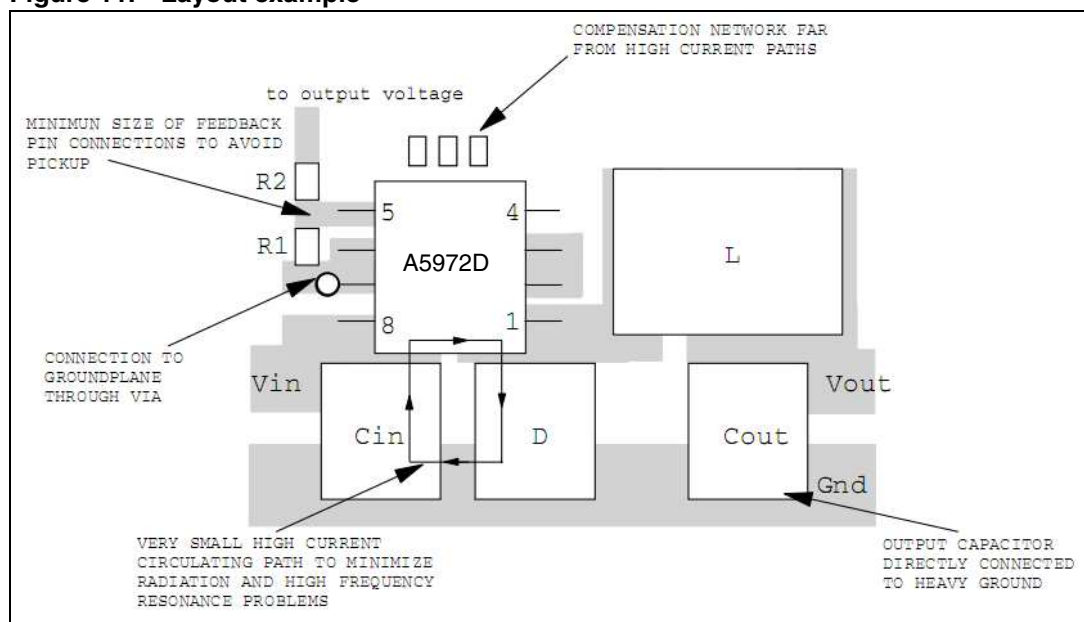 Figure 11. Layout example
COMPENSATION NETWORK FAR
FROM HIGH CURRENT PATHS
to output voltage
MINIMUN SIZE OF FEEDBACK
PIN CONNECTIONS TO AVOID
PICKUP
R2
5
4
R1
A5972D
L
8
1
CONNECTION TO
GROUNDPLANE
THROUGH VIA
Vin
Vout
Cin
D
Cout
Gnd
VERY SMALL HIGH CURRENT
CIRCULATING PATH TO MINIMIZE
RADIATION AND HIGH FREQUENCY
RESONANCE PROBLEMS
OUTPUT CAPACITOR
DIRECTLY CONNECTED
TO HEAVY GROUND